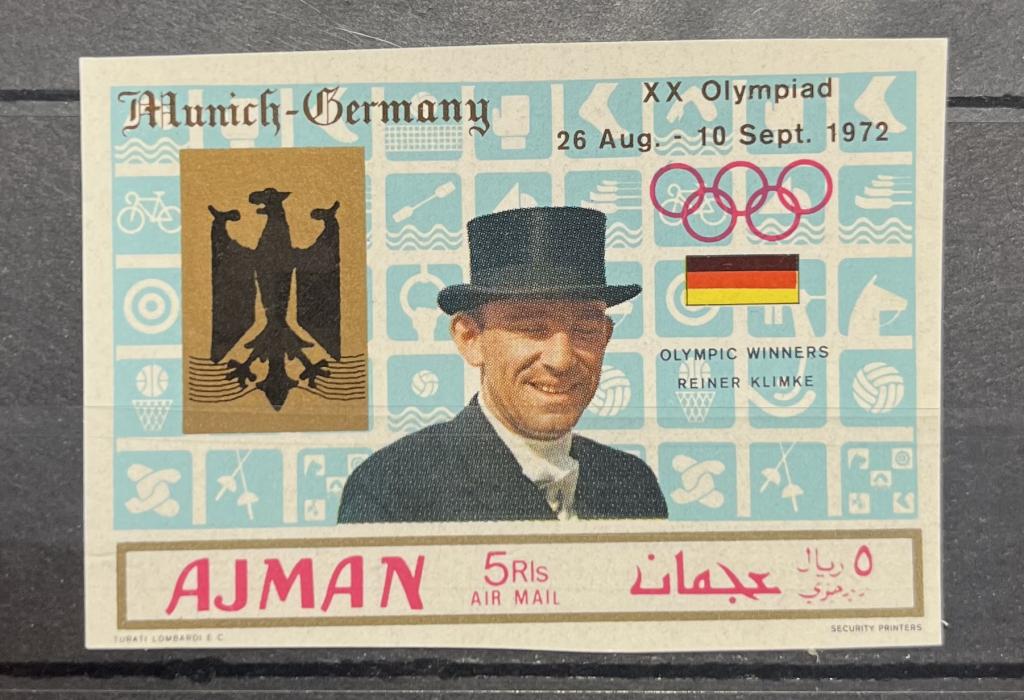 Munich-Germany
XX Olympiad
26 Aug. - 10 Sept. 1972
OLYMPIC WINNERS
REINER KLIMKE
AJMAN
5Rls
AIR MAIL
عجمان
٥ ريال
بريد جوي
TURATI LOMBARDI E C
SECURITY PRINTERS